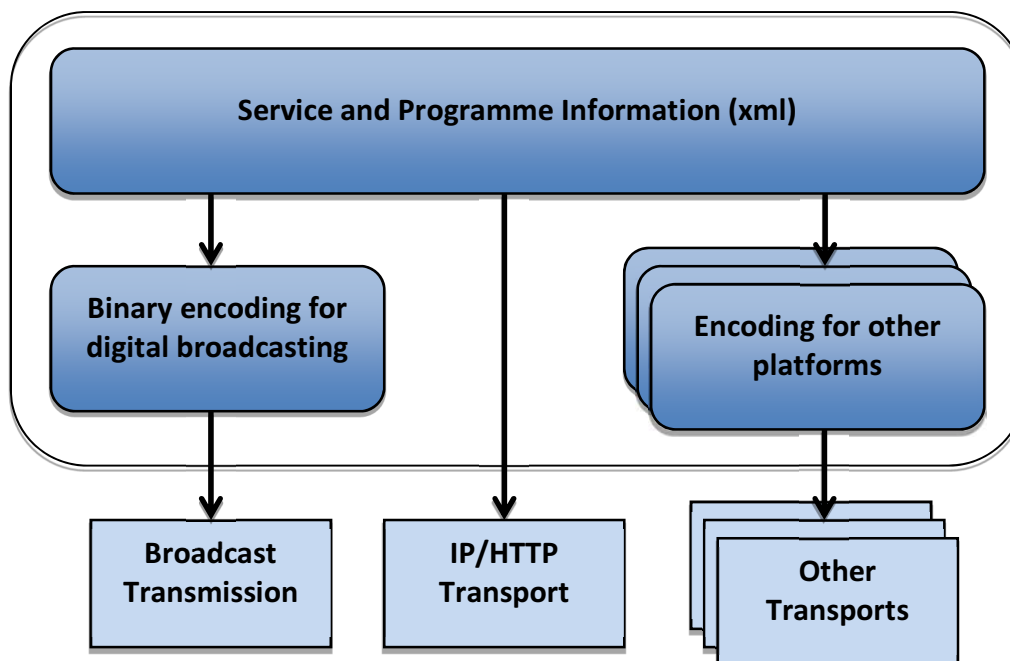 Service and Programme Information (xml)
Binary encoding for
digital broadcasting
Encoding for other
platforms
Broadcast
Transmission
IP/HTTP
Transport
Other
Transports